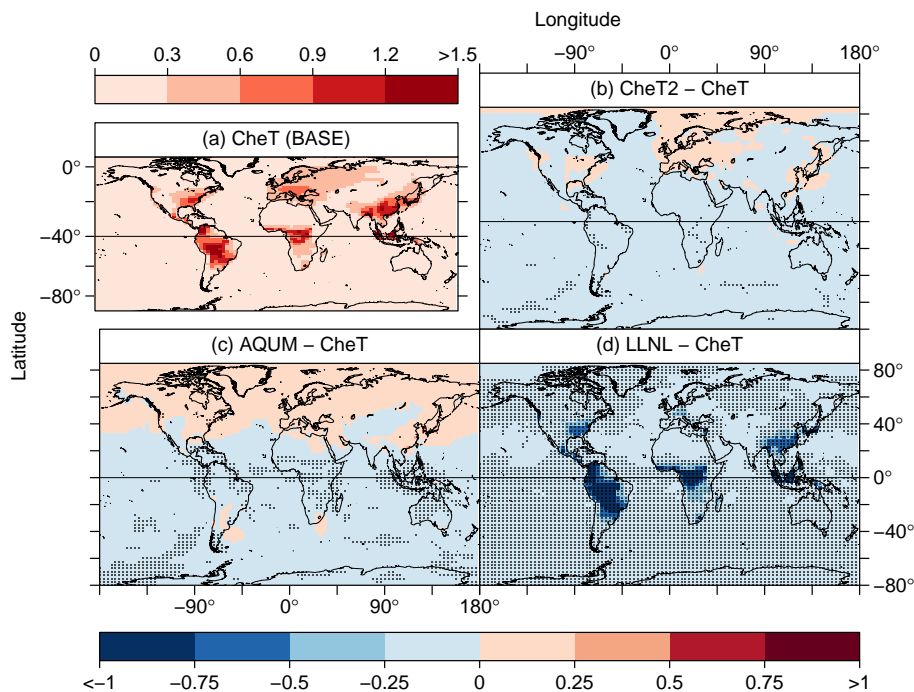 Longitude
0 0.3 0.6 0.9 1.2 >1.5
−90° 0° 90° 180°
(b) CheT2 − CheT
(a) CheT (BASE)
0°
−40°
−80°
Latitude
(c) AQUM − CheT
(d) LLNL − CheT
80°
40°
0°
−40°
−80°
−90° 0° 90° 180°
<−1 −0.75 −0.5 −0.25 0 0.25 0.5 0.75 >1